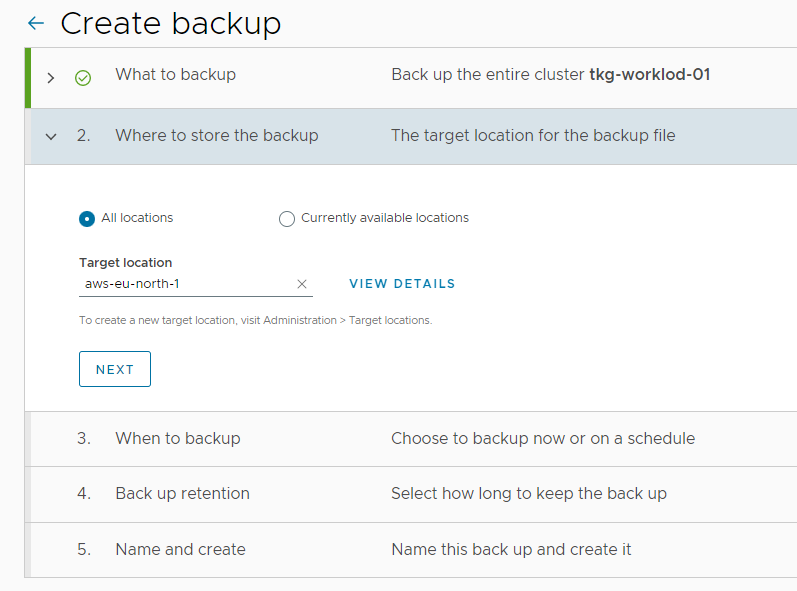 Create backup
What to backup Back up the entire cluster tkg-worklod-01
2. Where to store the backup The target location for the backup file
All locations Currently available locations
Target location
aws-eu-north-1 VIEW DETAILS
To create a new target location, visit Administration > Target locations.
NEXT
3. When to backup Choose to backup now or on a schedule
4. Back up retention Select how long to keep the back up
5. Name and create Name this back up and create it